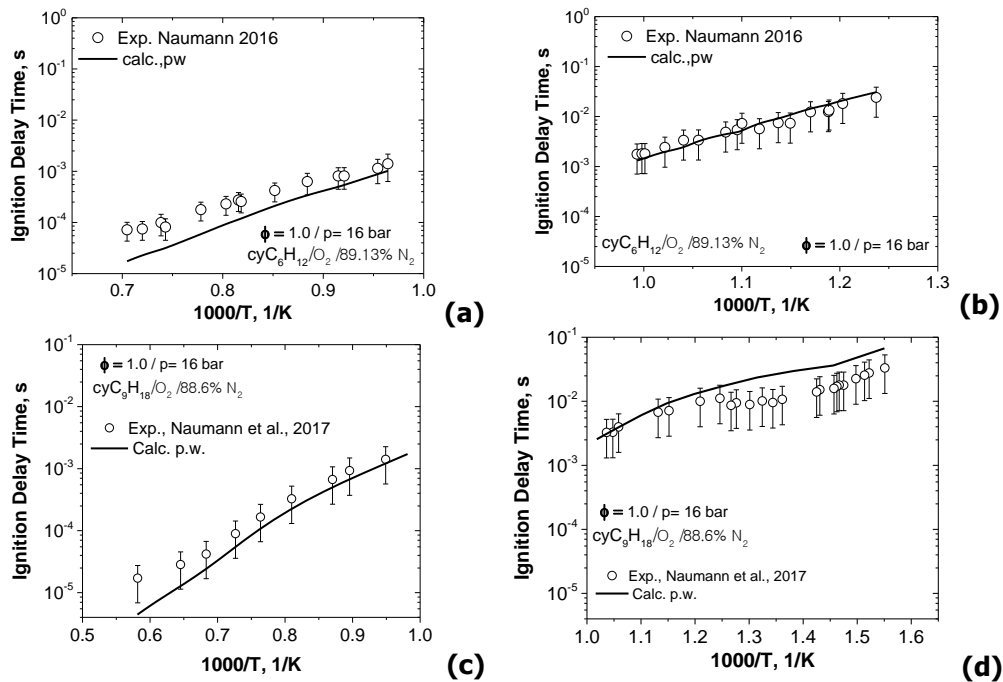 10⁰
10⁻¹
10⁻²
10⁻³
10⁻⁴
10⁻⁵
Ignition Delay Time, s
Exp. Naumann 2016
calc.,pw
ϕ = 1.0 / p= 16 bar
cyC₆H₁₂/O₂ /89.13% N₂
0.7 0.8 0.9 1.0
1000/T, 1/K
(a)
10⁰
10⁻¹
10⁻²
10⁻³
10⁻⁴
10⁻⁵
Ignition Delay Time, s
Exp. Naumann 2016
calc.,pw
cyC₆H₁₂/O₂ /89.13% N₂ ϕ = 1.0 / p= 16 bar
1.0 1.1 1.2 1.3
1000/T, 1/K
(b)
10⁻¹
10⁻²
10⁻³
10⁻⁴
10⁻⁵
Ignition Delay Time, s
ϕ = 1.0 / p= 16 bar
cyC₉H₁₈/O₂ /88.6% N₂
Exp., Naumann et al., 2017
Calc. p.w.
0.5 0.6 0.7 0.8 0.9 1.0
1000/T, 1/K
(c)
10⁻¹
10⁻²
10⁻³
10⁻⁴
10⁻⁵
Ignition Delay Time, s
ϕ = 1.0 / p= 16 bar
cyC₉H₁₈/O₂ /88.6% N₂
Exp., Naumann et al., 2017
Calc. p.w.
1.0 1.1 1.2 1.3 1.4 1.5 1.6
1000/T, 1/K
(d)